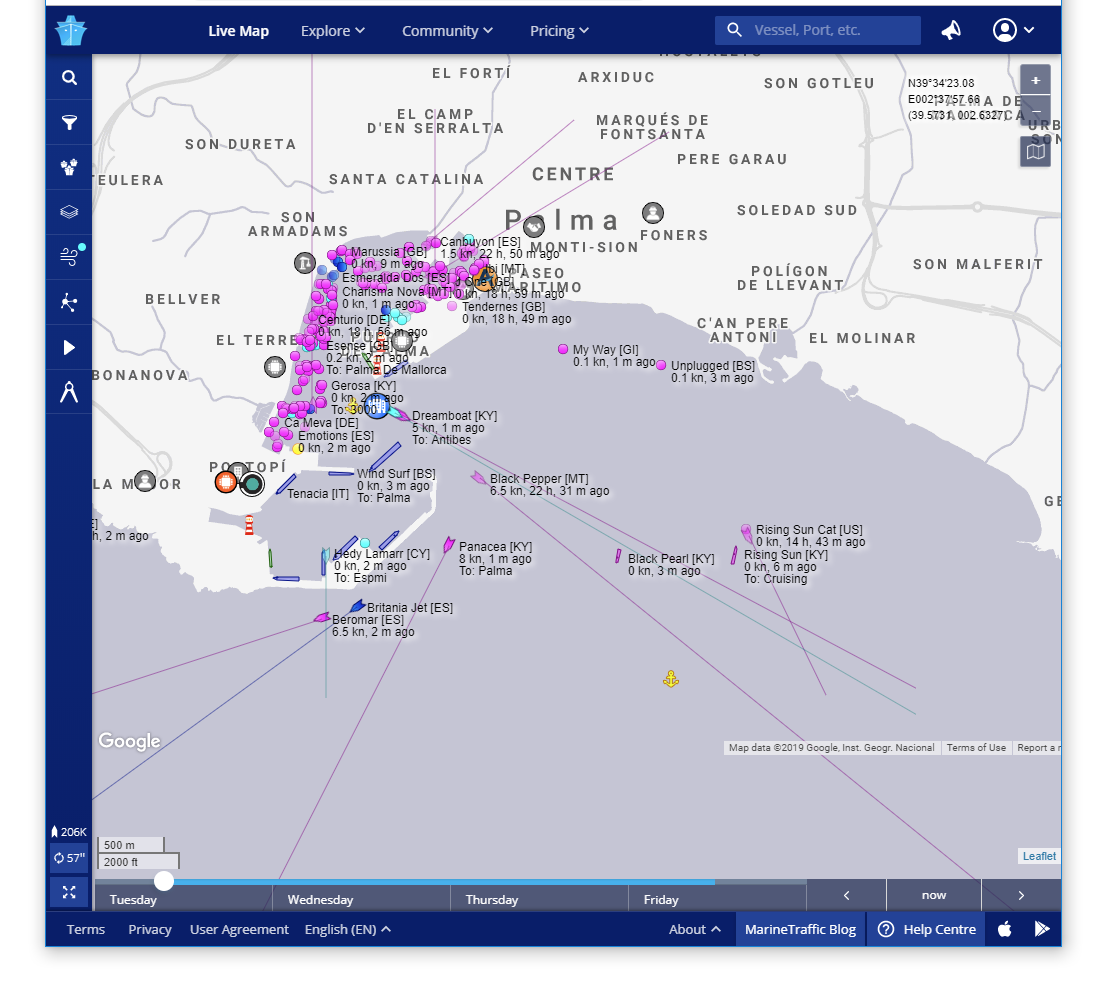 Live Map
Explore
Community
Pricing
Vessel, Port, etc.
HOSTALETS
EL FORTÍ
ARXIDUC
SON GOTLEU
N39°34'23.08
E002°37'57.66
(39.5731, 002.6327)
PALMA DE
MALLORCA
EL CAMP
D'EN SERRALTA
MARQUÉS DE
FONTSANTA
URB
SON
SON DURETA
PERE GARAU
TEULERA
SANTA CATALINA
CENTRE
SON
ARMADAMS
Palma
SOLEDAD SUD
FONERS
MONTI-SION
Canbuyon [ES]
1.5 kn, 22 h, 50 m ago
Marussia [GB]
0 kn, 9 m ago
PASEO
MARITIMO
POLÍGON
DE LLEVANT
SON MALFERIT
Esmeralda Dos [ES]
Charisma Nova [MT]
0 kn, 1 m ago
0 kn, 18 h, 59 m ago
BELLVER
Tendernes [GB]
0 kn, 18 h, 49 m ago
Centurio [DE]
0 kn, 18 h, 56 m ago
C'AN PERE
ANTONI
EL MOLINAR
EL TERRE
Esense [GB]
0.2 kn, 2 m ago
To: Palma De Mallorca
My Way [GI]
0.1 kn, 1 m ago
Unplugged [BS]
0.1 kn, 3 m ago
BONANOVA
Gerosa [KY]
0 kn, 2 m ago
To: 3000
Dreamboat [KY]
5 kn, 1 m ago
To: Antibes
Ca Meva [DE]
Emotions [ES]
0 kn, 2 m ago
PORTOPÍ
LA M OR
Wind Surf [BS]
0 kn, 3 m ago
To: Palma
Tenacia [IT]
Black Pepper [MT]
6.5 kn, 22 h, 31 m ago
GE
E]
h, 2 m ago
Rising Sun Cat [US]
0 kn, 14 h, 43 m ago
Rising Sun [KY]
0 kn, 6 m ago
To: Cruising
Hedy Lamarr [CY]
0 kn, 2 m ago
To: Espmi
Panacea [KY]
8 kn, 1 m ago
To: Palma
Black Pearl [KY]
0 kn, 3 m ago
Britania Jet [ES]
Beromar [ES]
6.5 kn, 2 m ago
Google
Map data ©2019 Google, Inst. Geogr. Nacional
Terms of Use
Report a
206K
57"
500 m
2000 ft
Leaflet
Tuesday
Wednesday
Thursday
Friday
now
Terms
Privacy
User Agreement
English (EN)
About
MarineTraffic Blog
Help Centre